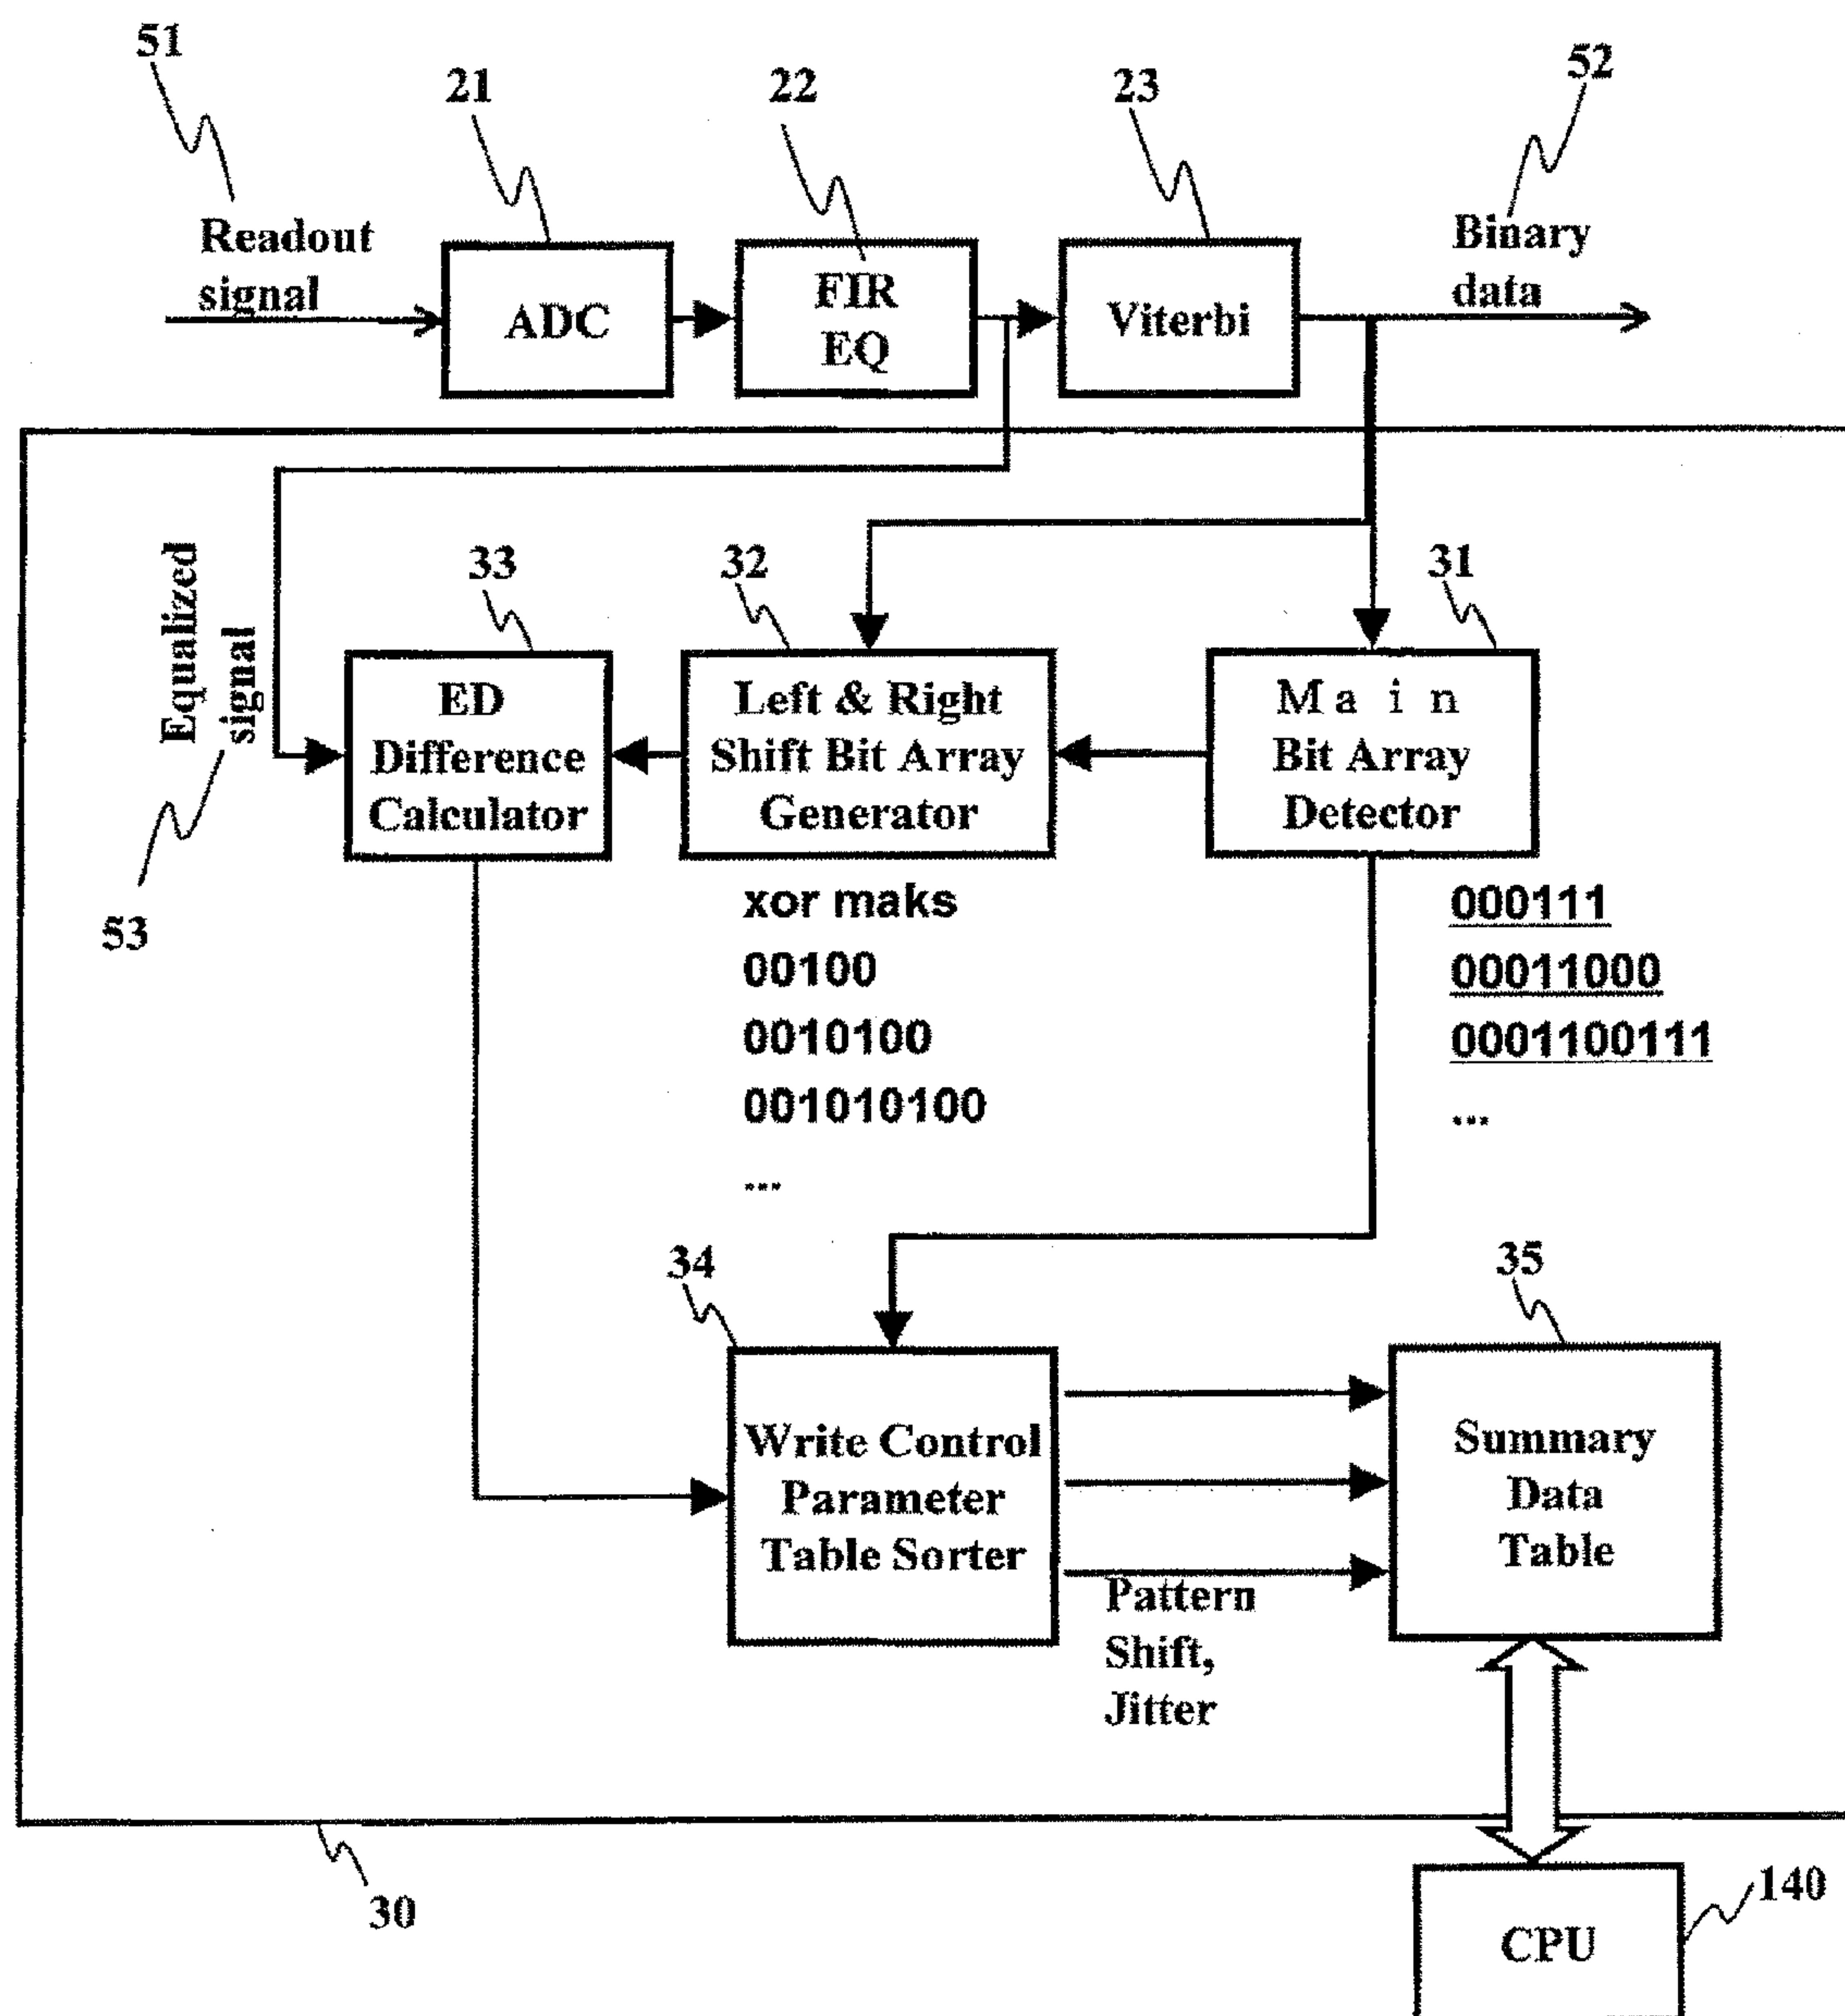 51
21
22
23
52
Readout
signal
ADC
FIR
EQ
Viterbi
Binary
data
Equalized
signal
53
33
32
31
ED
Difference
Calculator
Left & Right
Shift Bit Array
Generator
Main
Bit Array
Detector
xor maks
00100
0010100
001010100
...
000111
00011000
0001100111
...
34
35
Write Control
Parameter
Table Sorter
Pattern
Shift,
Jitter
Summary
Data
Table
30
140
CPU